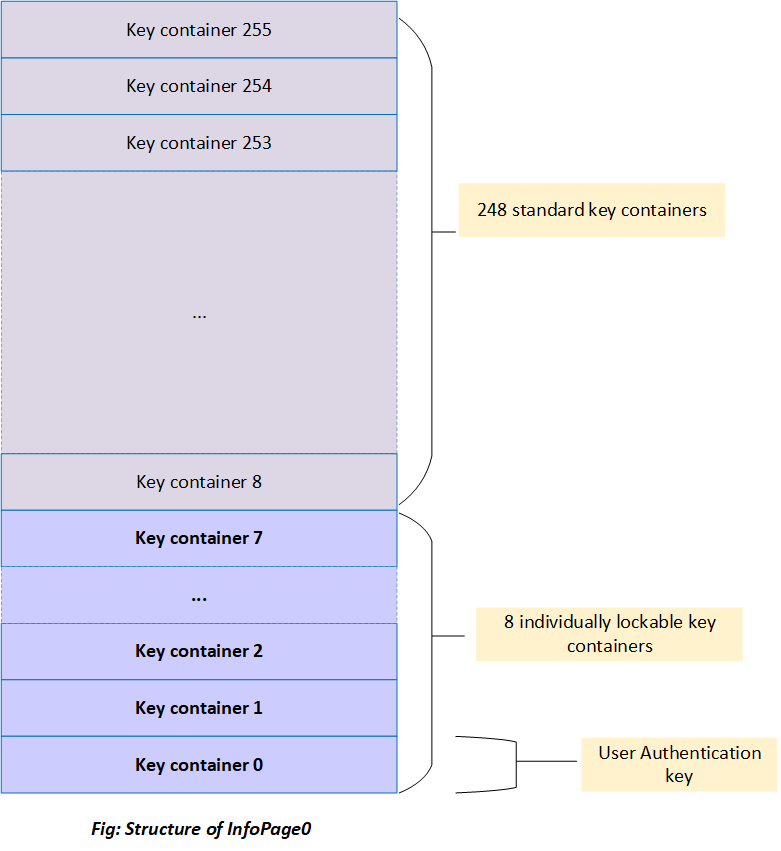 Key container 255
Key container 254
Key container 253
248 standard key containers
...
Key container 8
Key container 7
...
8 individually lockable key
containers
Key container 2
Key container 1
User Authentication
key
Key container 0
Fig: Structure of InfoPage0